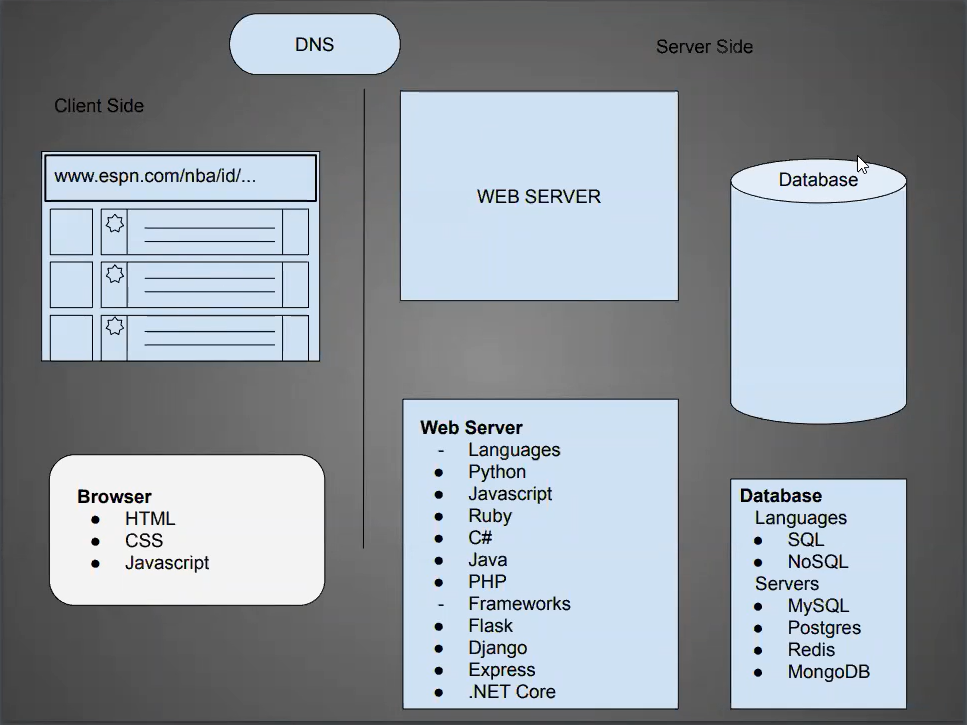 DNS
Server Side
Client Side
www.espn.com/nba/id/...
WEB SERVER
Database
Browser
● HTML
● CSS
● Javascript
Web Server
- Languages
● Python
● Javascript
● Ruby
● C#
● Java
● PHP
- Frameworks
● Flask
● Django
● Express
● .NET Core
Database
Languages
● SQL
● NoSQL
Servers
● MySQL
● Postgres
● Redis
● MongoDB